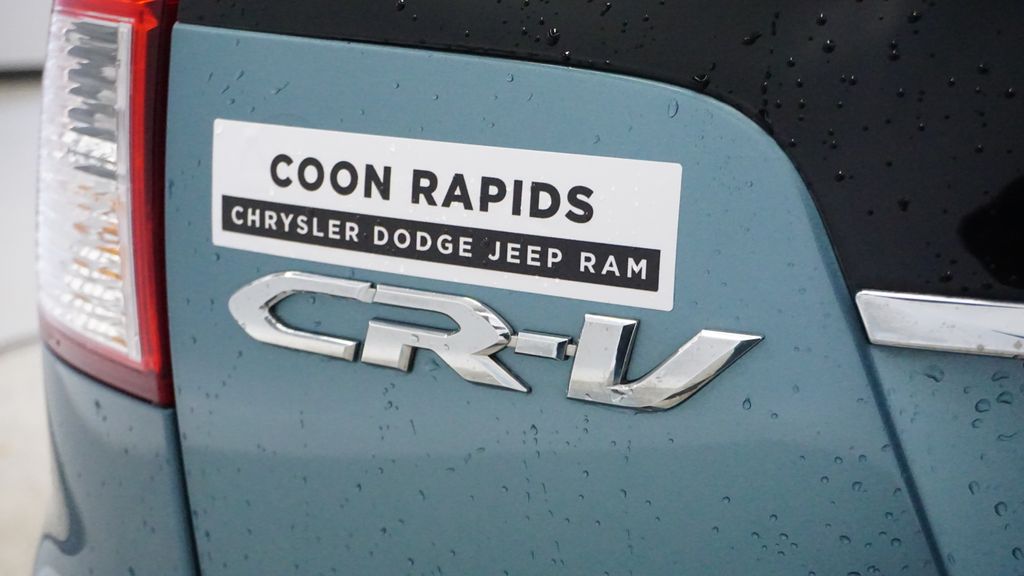 COON RAPIDS
CHRYSLER DODGE JEEP RAM
CR-V